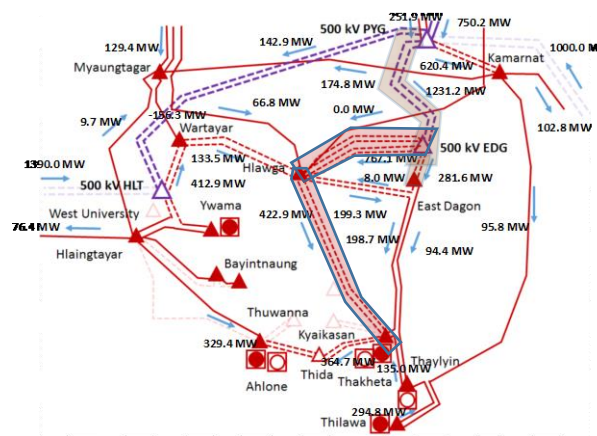 251.9 MW
750.2 MW
500 kV PYG
142.9 MW
129.4 MW
1000.0 M
Myaungtagar
620.4 MW
Kamarnat
174.8 MW
1231.2 MW
66.8 MW
-156.3 MW
0.0 MW
102.8 MW
9.7 MW
Wartayar
500 kV EDG
133.5 MW
767.1 MW
1390.0 MW
Hlawga
8.0 MW
281.6 MW
500 kV HLT
412.9 MW
East Dagon
West University
Ywama
422.9 MW
199.3 MW
95.8 MW
76.4 MW
198.7 MW
94.4 MW
Hlaingtayar
Bayintnaung
Thuwanna
Kyaikasan
329.4 MW
364.7 MW
Thaylyin
Thida
135.0 MW
Ahlone
Thakheta
294.8 MW
Thilawa